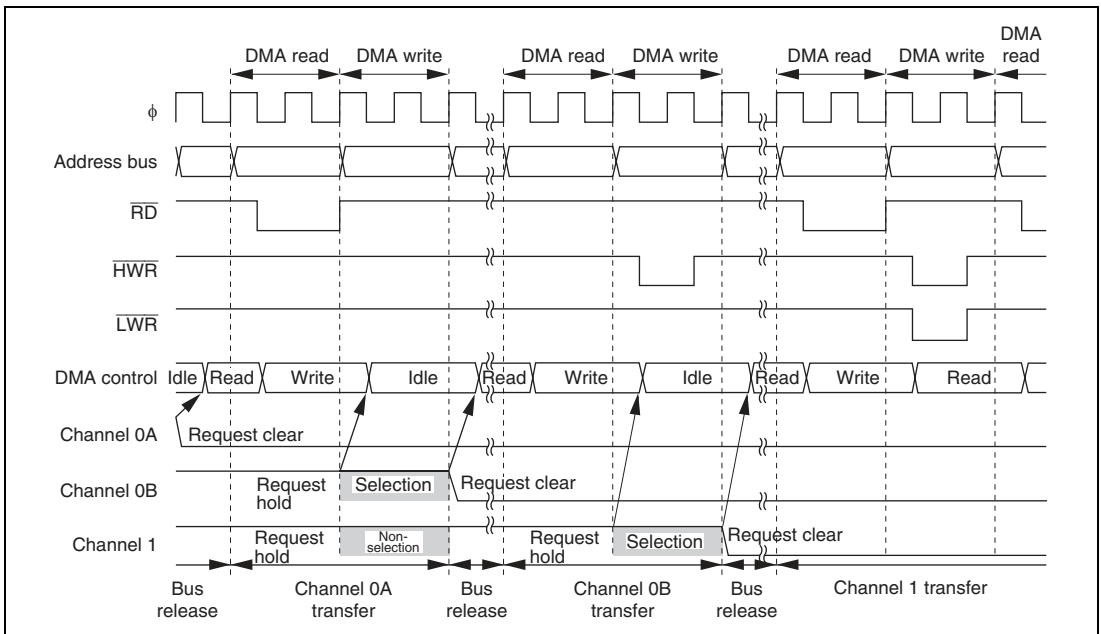 DMA
DMA read DMA write DMA read DMA write DMA read DMA write read
φ
Address bus
RD
HWR
LWR
DMA control Idle Read Write Idle Read Write Idle Read Write Read
Channel 0A Request clear
Channel 0B Request hold Selection Request clear
Channel 1 Request hold Non-selection Request hold Selection Request clear
Bus release Channel 0A transfer Bus release Channel 0B transfer Bus release Channel 1 transfer